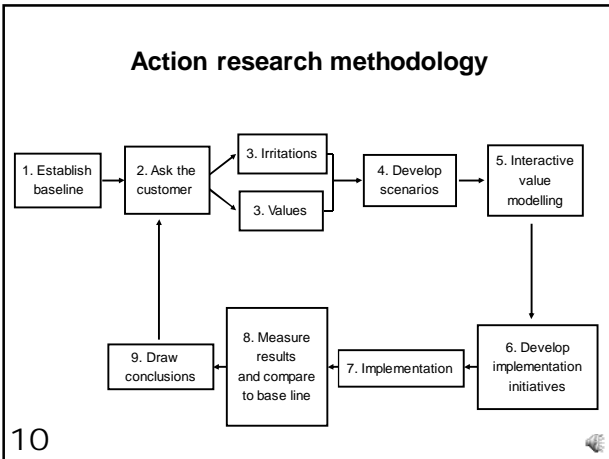 Action research methodology
1. Establish
baseline
2. Ask the
customer
3. Irritations
3. Values
4. Develop
scenarios
5. Interactive
value
modelling
6. Develop
implementation
initiatives
7. Implementation
8. Measure
results
and compare
to base line
9. Draw
conclusions
10